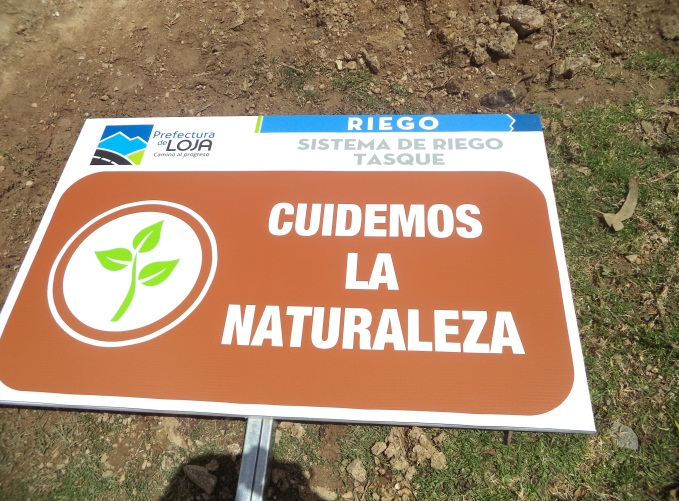 Prefectura
de LOJA
Camino al progreso
RIEGO
SISTEMA DE RIEGO
TASQUE
CUIDEMOS
LA
NATURALEZA